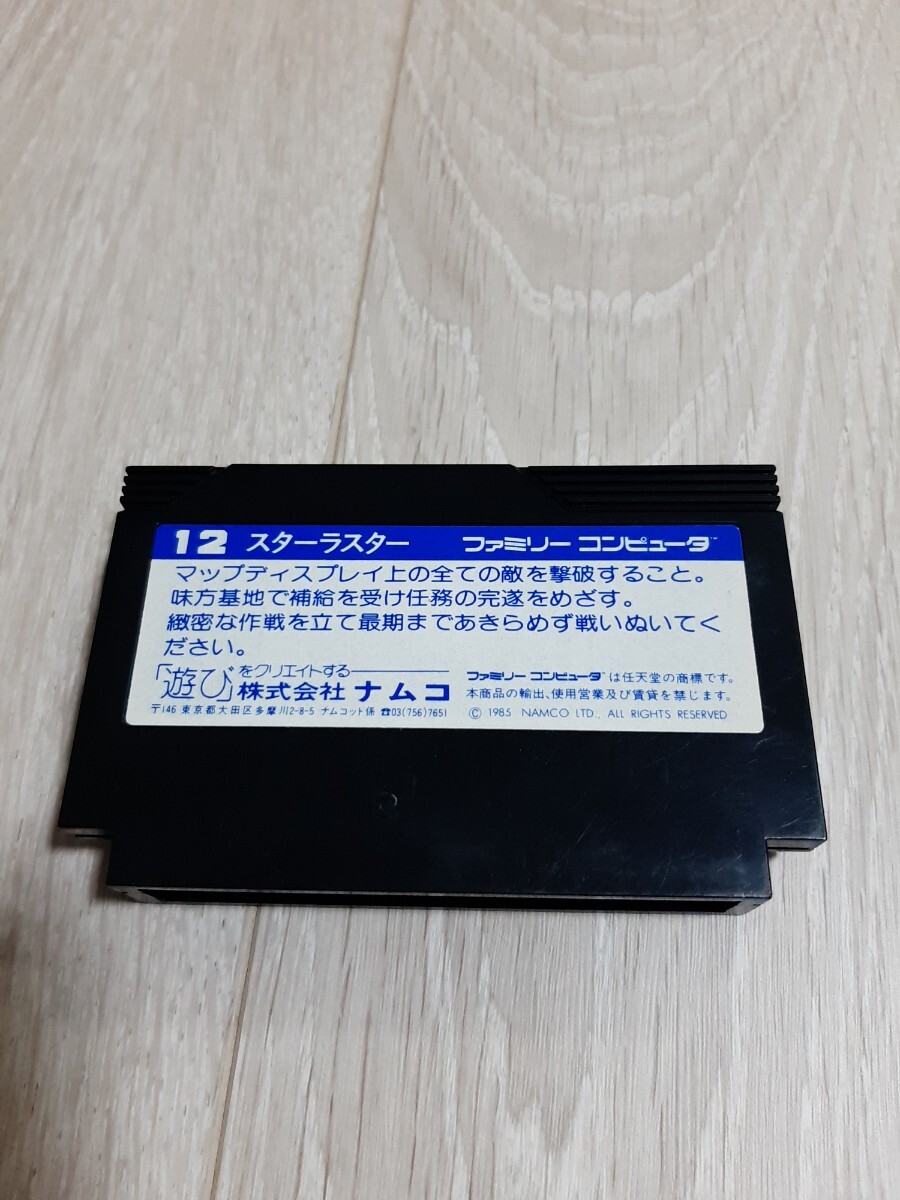 12 スターラスター ファミリー コンピュータ™
マップディスプレイ上の全ての敵を撃破すること。
味方基地で補給を受け任務の完遂をめざす。
緻密な作戦を立て最期まであきらめず戦いぬいてく
ださい。
「遊び」をクリエイトする
株式会社 ナムコ
〒146 東京都大田区多摩川2-8-5 ナムコット係 ☎03(756)7651
ファミリー コンピュータ™は任天堂の商標です。
本商品の輸出、使用営業及び賃貸を禁じます。
© 1985 NAMCO LTD., ALL RIGHTS RESERVED